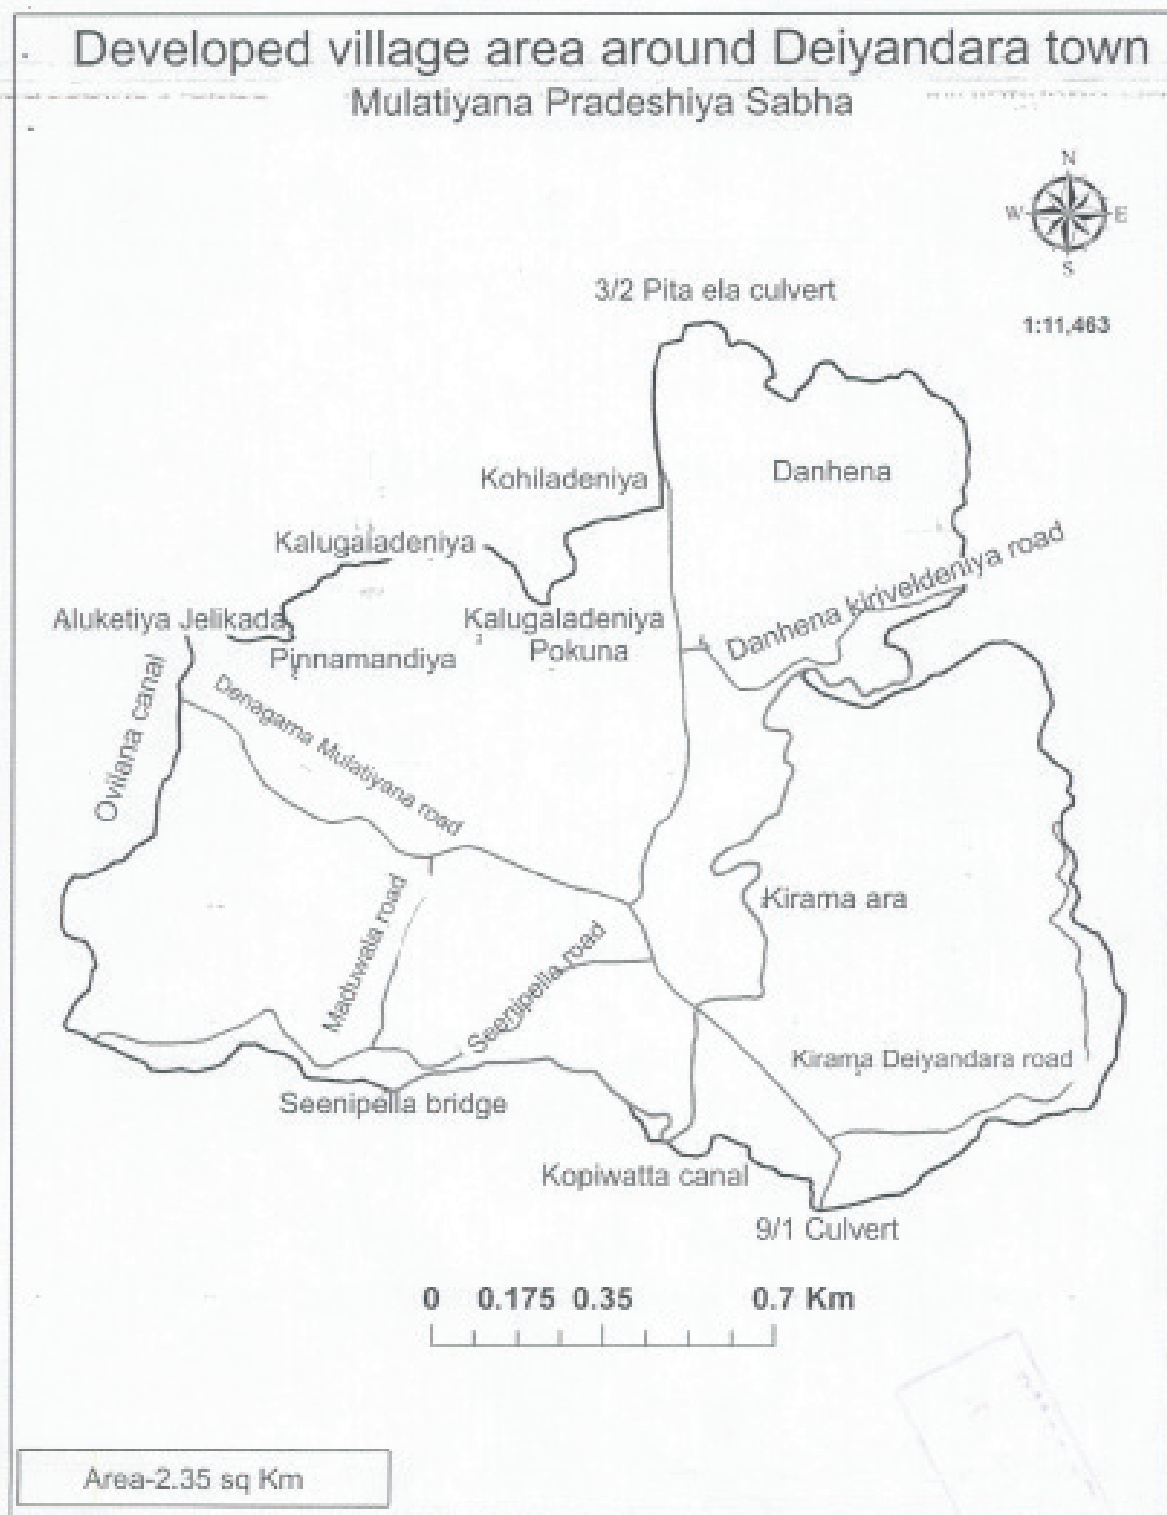 Developed village area around Deiyandara town
Mulatiyana Pradeshiya Sabha
N
W E
S
1:11,463
3/2 Pita ela culvert
Danhena
Kohiladeniya
Kalugaladeniya
Danhena kiriveldeniya road
Aluketiya Jelikada
Kalugaladeniya
Pokuna
Pinnamandiya
Ovilana canal
Denagama Mulatiyana road
Kirama ara
Maduwala road
Seenipella road
Kirama Deiyandara road
Seenipella bridge
Kopiwatta canal
9/1 Culvert
0 0.175 0.35 0.7 Km
Area-2.35 sq Km